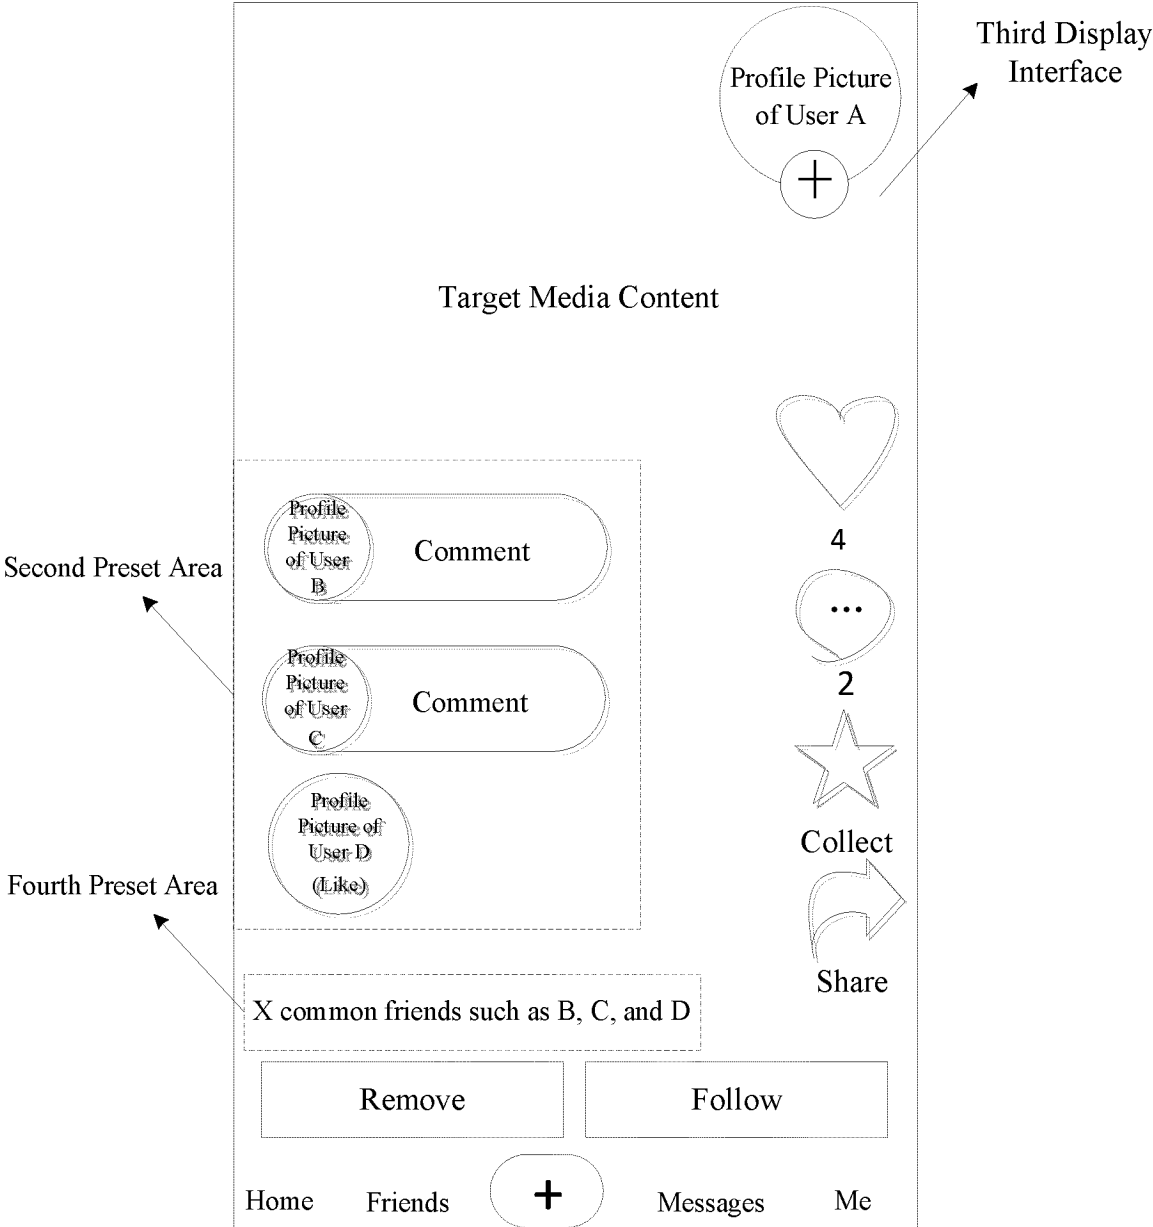 Third Display
Interface
Profile Picture
of User A
Target Media Content
4
2
Collect
Share
Second Preset Area
Profile
Picture
of User
B
Comment
Profile
Picture
of User
C
Comment
Profile
Picture of
User D
(Like)
Fourth Preset Area
X common friends such as B, C, and D
Remove
Follow
Home
Friends
Messages
Me